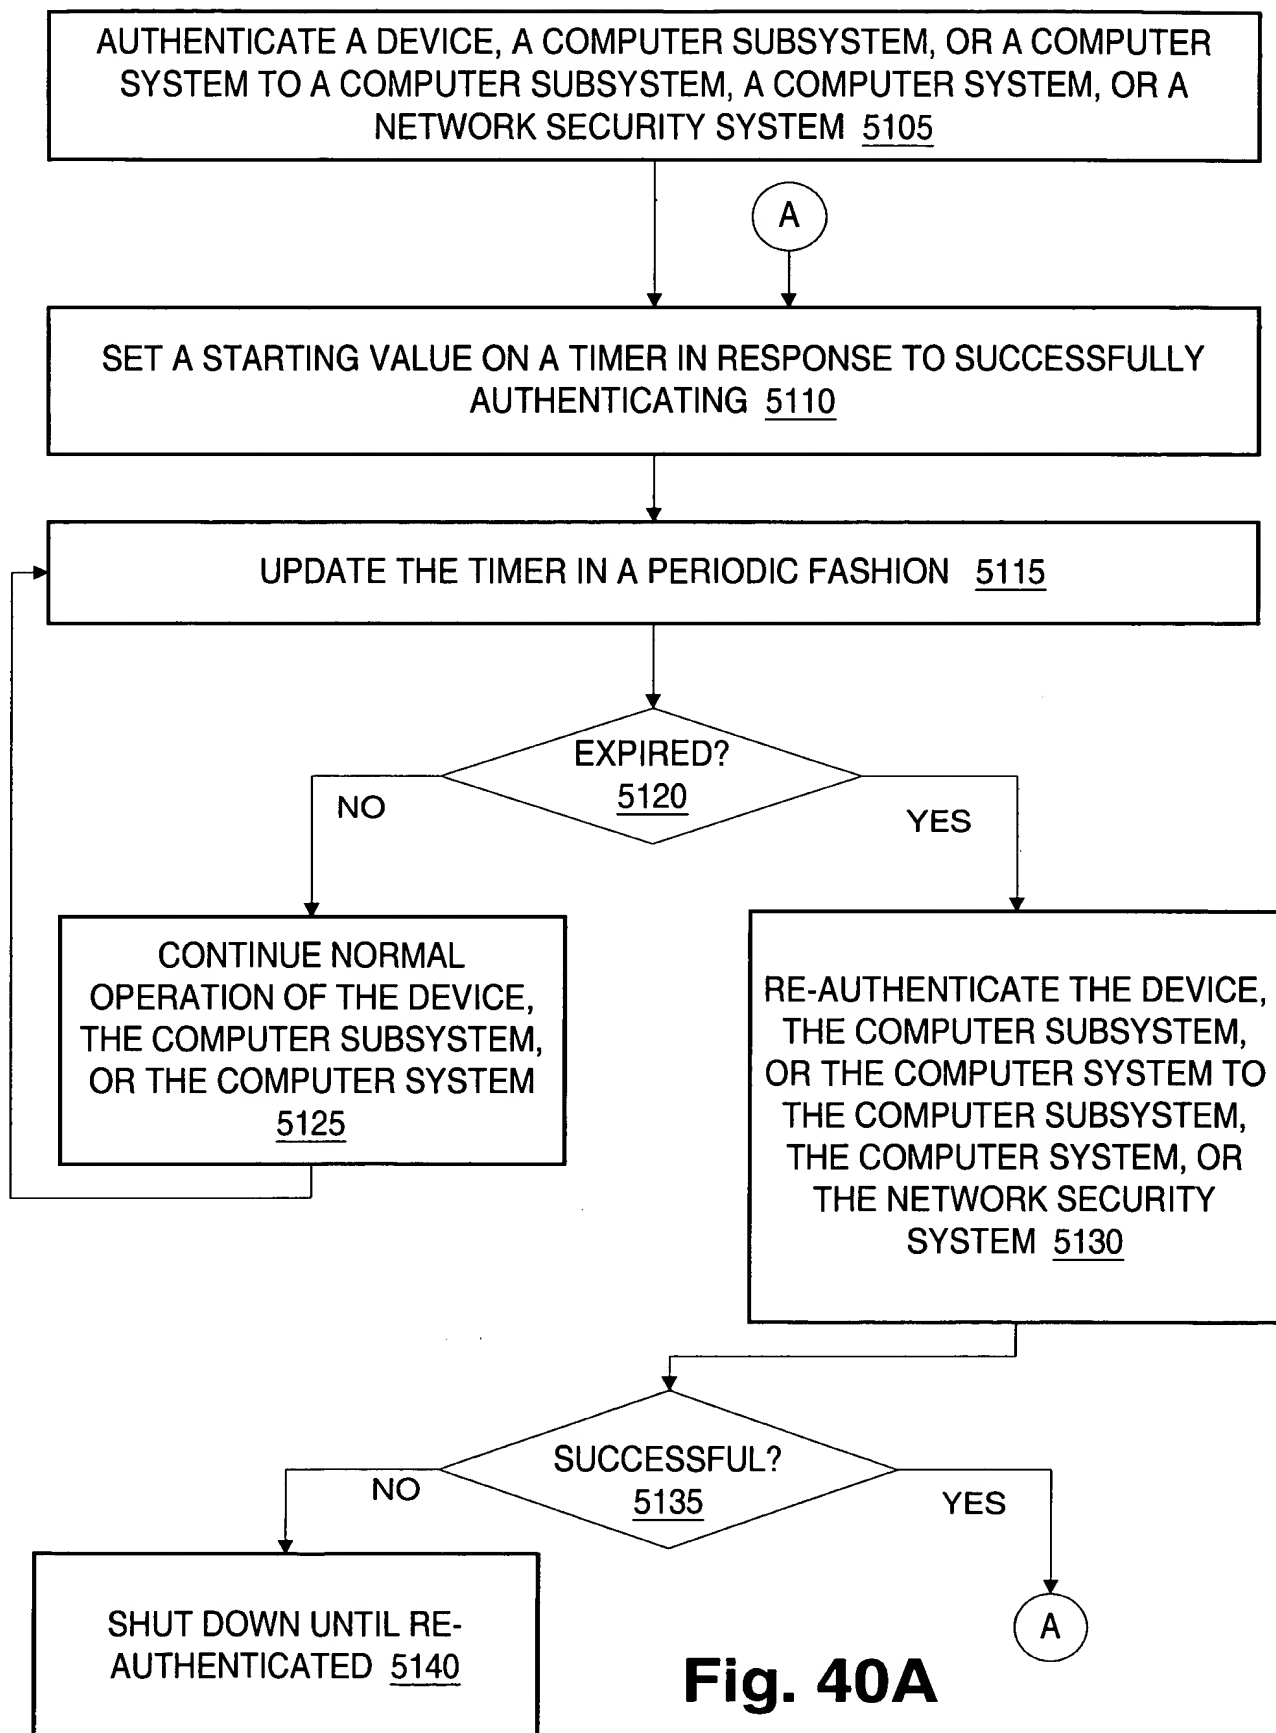 AUTHENTICATE A DEVICE, A COMPUTER SUBSYSTEM, OR A COMPUTER
SYSTEM TO A COMPUTER SUBSYSTEM, A COMPUTER SYSTEM, OR A
NETWORK SECURITY SYSTEM 5105
A
SET A STARTING VALUE ON A TIMER IN RESPONSE TO SUCCESSFULLY
AUTHENTICATING 5110
UPDATE THE TIMER IN A PERIODIC FASHION 5115
EXPIRED?
5120
NO
YES
CONTINUE NORMAL
OPERATION OF THE DEVICE,
THE COMPUTER SUBSYSTEM,
OR THE COMPUTER SYSTEM
5125
RE-AUTHENTICATE THE DEVICE,
THE COMPUTER SUBSYSTEM,
OR THE COMPUTER SYSTEM TO
THE COMPUTER SUBSYSTEM,
THE COMPUTER SYSTEM, OR
THE NETWORK SECURITY
SYSTEM 5130
SUCCESSFUL?
5135
NO
YES
SHUT DOWN UNTIL RE-
AUTHENTICATED 5140
A
Fig. 40A